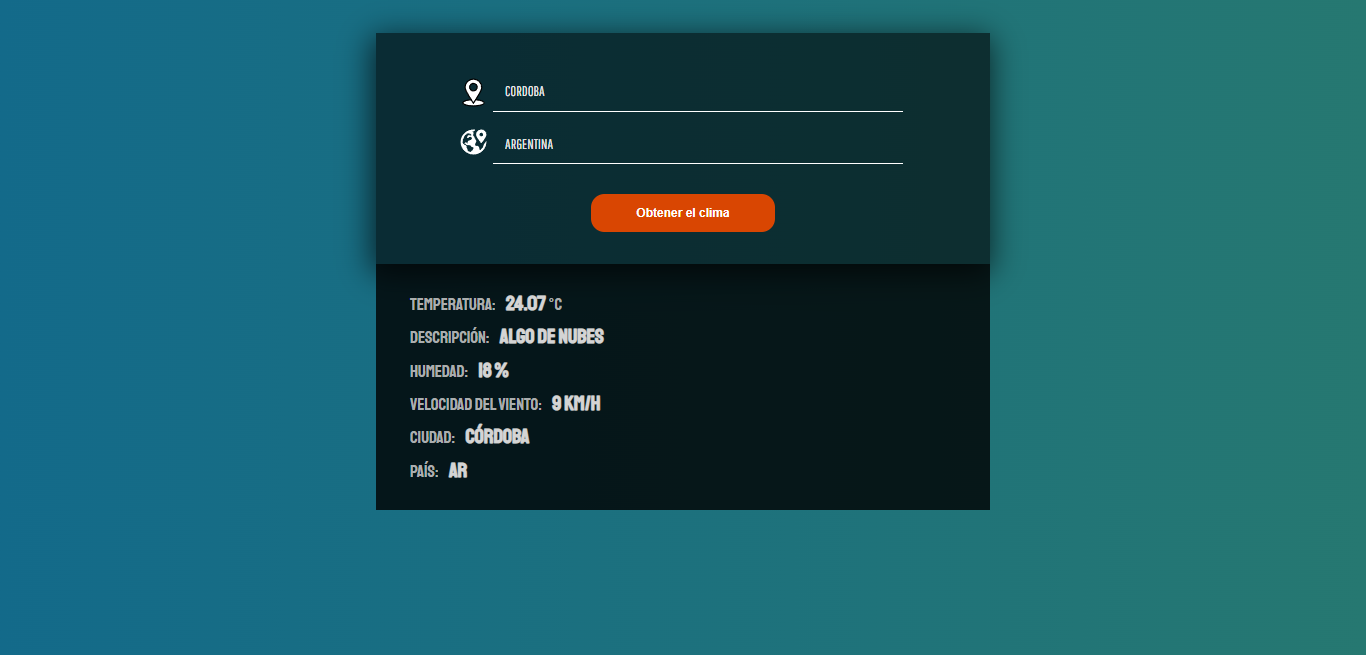 CORDOBA
ARGENTINA
Obtener el clima
TEMPERATURA: 24.07 °C
DESCRIPCIÓN: ALGO DE NUBES
HUMEDAD: 18 %
VELOCIDAD DEL VIENTO: 9 KM/H
CIUDAD: CÓRDOBA
PAÍS: AR